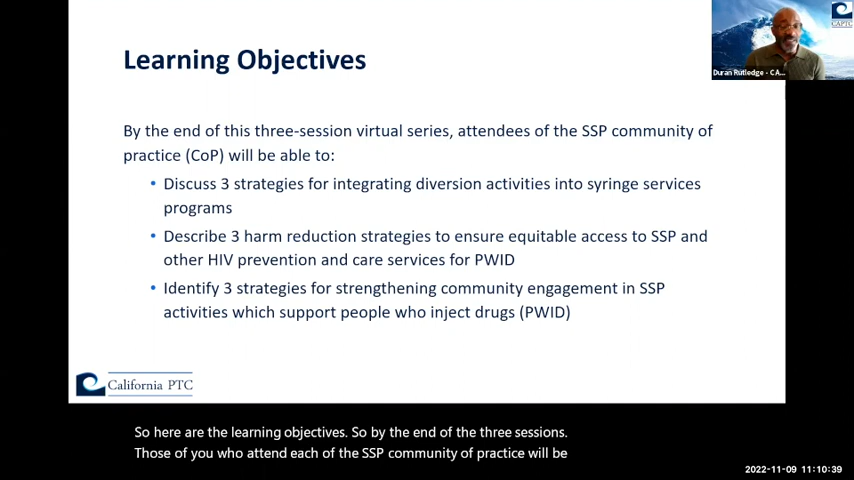 Learning Objectives
By the end of this three-session virtual series, attendees of the SSP community of
practice (CoP) will be able to:
• Discuss 3 strategies for integrating diversion activities into syringe services
programs
• Describe 3 harm reduction strategies to ensure equitable access to SSP and
other HIV prevention and care services for PWID
• Identify 3 strategies for strengthening community engagement in SSP
activities which support people who inject drugs (PWID)
California PTC
CAPTC
Duran Rutledge - CA...
So here are the learning objectives. So by the end of the three sessions.
Those of you who attend each of the SSP community of practice will be
2022-11-09 11:10:39